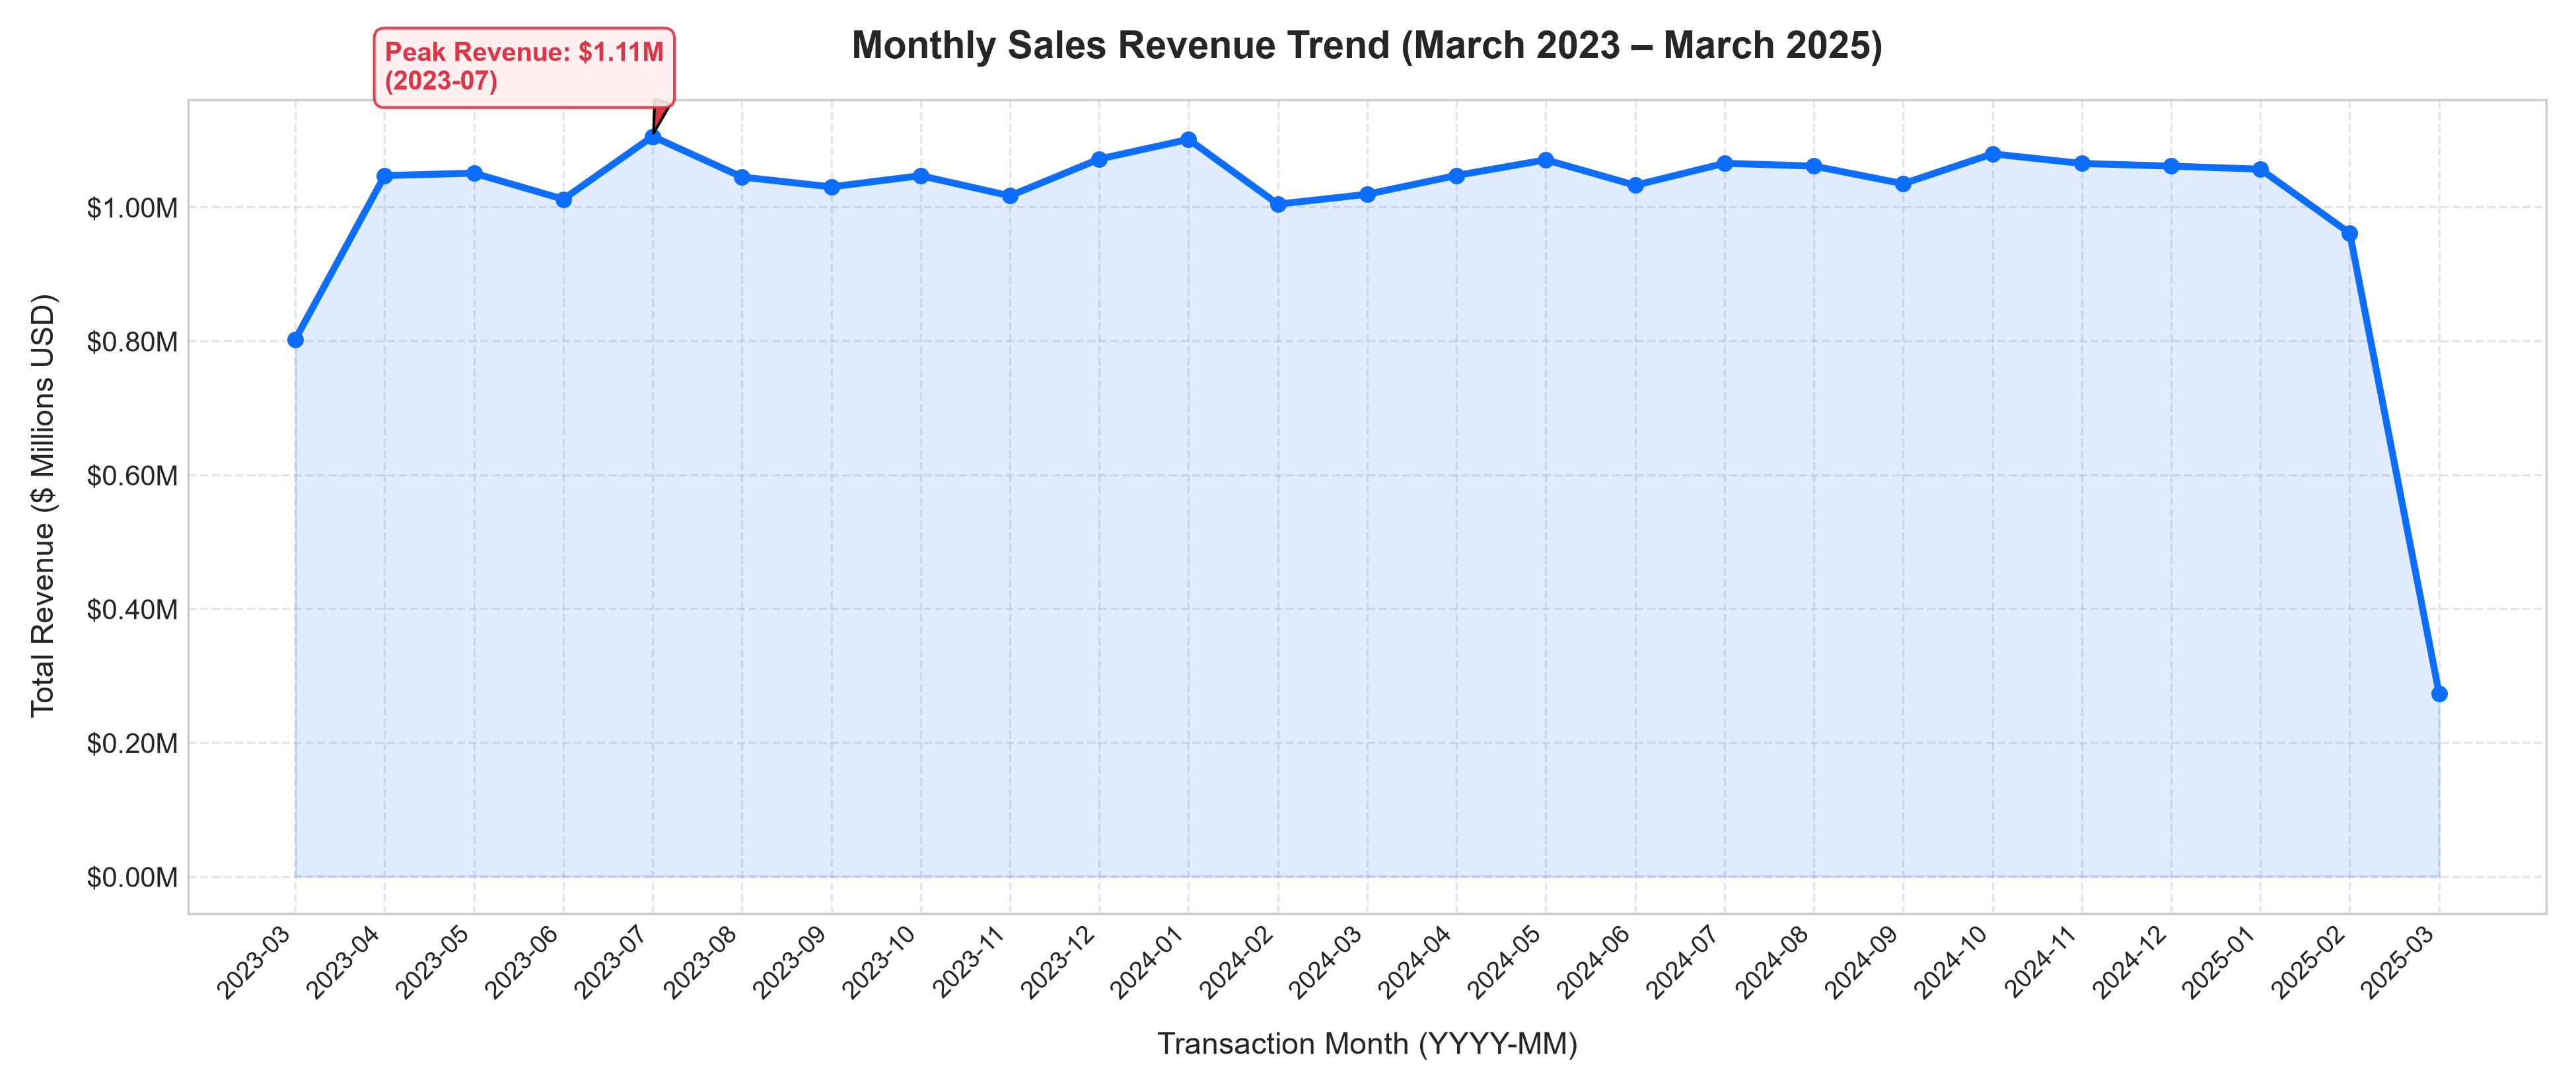 Peak Revenue: $1.11M
(2023-07)
Monthly Sales Revenue Trend (March 2023 – March 2025)
Total Revenue ($ Millions USD)
$1.00M
$0.80M
$0.60M
$0.40M
$0.20M
$0.00M
2023-03
2023-04
2023-05
2023-06
2023-07
2023-08
2023-09
2023-10
2023-11
2023-12
2024-01
2024-02
2024-03
2024-04
2024-05
2024-06
2024-07
2024-08
2024-09
2024-10
2024-11
2024-12
2025-01
2025-02
2025-03
Transaction Month (YYYY-MM)